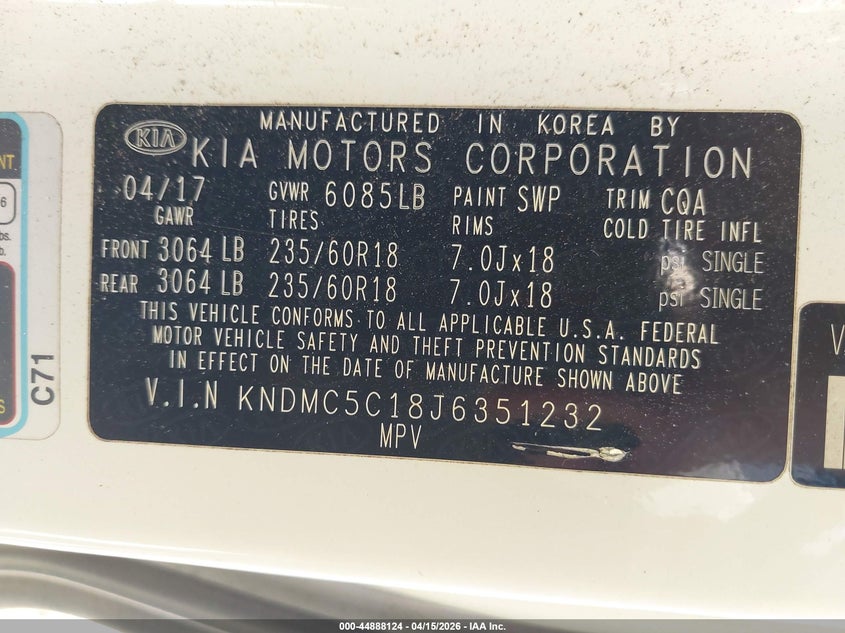 MANUFACTURED IN KOREA BY
KIA
KIA MOTORS CORPORATION
04/17 GVWR 6085LB PAINT SWP TRIM CQA
GAWR TIRES RIMS COLD TIRE INFL
FRONT 3064 LB 235/60R18 7.0Jx18 psi SINGLE
REAR 3064 LB 235/60R18 7.0Jx18 psi SINGLE
THIS VEHICLE CONFORMS TO ALL APPLICABLE U.S.A. FEDERAL
MOTOR VEHICLE SAFETY AND THEFT PREVENTION STANDARDS
IN EFFECT ON THE DATE OF MANUFACTURE SHOWN ABOVE
V.I.N KNDMC5C18J6351232
MPV
NT
6
bs.
b.
S
C71
V
000-44888124 - 04/15/2026 - IAA Inc.